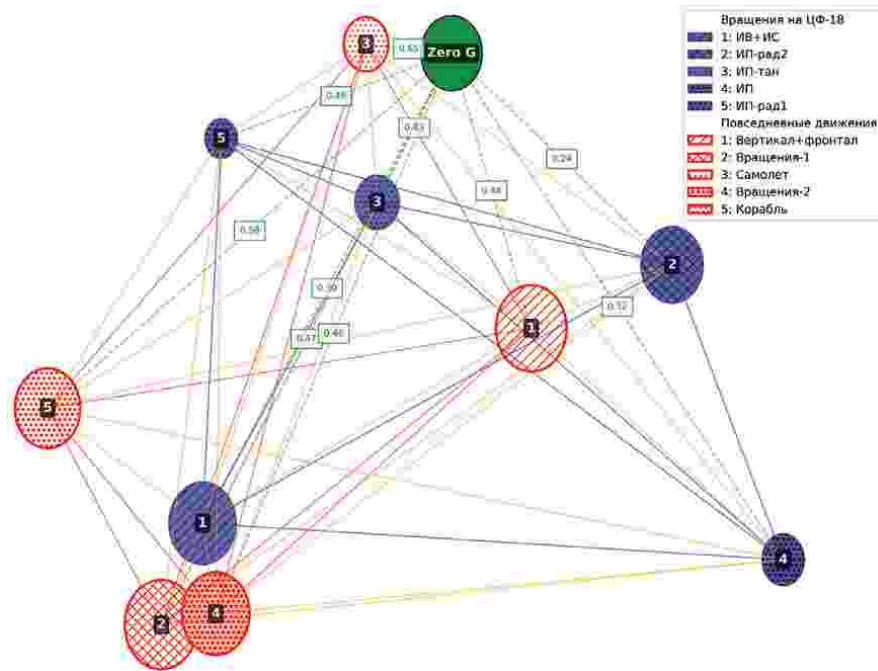 Вращения на ЦФ-18
1: ИВ+ИС
2: ИП-рад2
3: ИП-тан
4: ИП
5: ИП-рад1
Повседневные движения
1: Вертикал+фронтал
2: Вращения-1
3: Самолет
4: Вращения-2
5: Корабль
3
0.65
Zero G
0.49
5
0.63
0.24
3
0.44
0.58
2
0.39
0.52
1
0.47
0.46
5
1
4
2
4